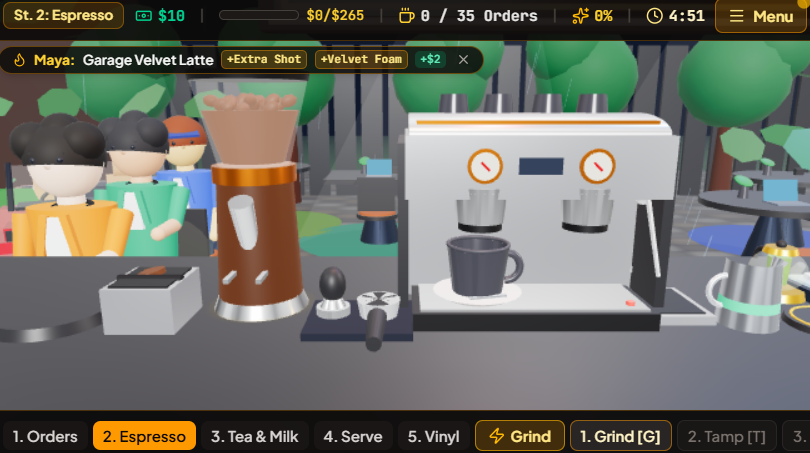 St. 2: Espresso $10 $0/$265 0 / 35 Orders 0% 4:51 Menu
Maya: Garage Velvet Latte +Extra Shot +Velvet Foam +$2
1. Orders 2. Espresso 3. Tea & Milk 4. Serve 5. Vinyl Grind 1. Grind [G] 2. Tamp [T] 3.